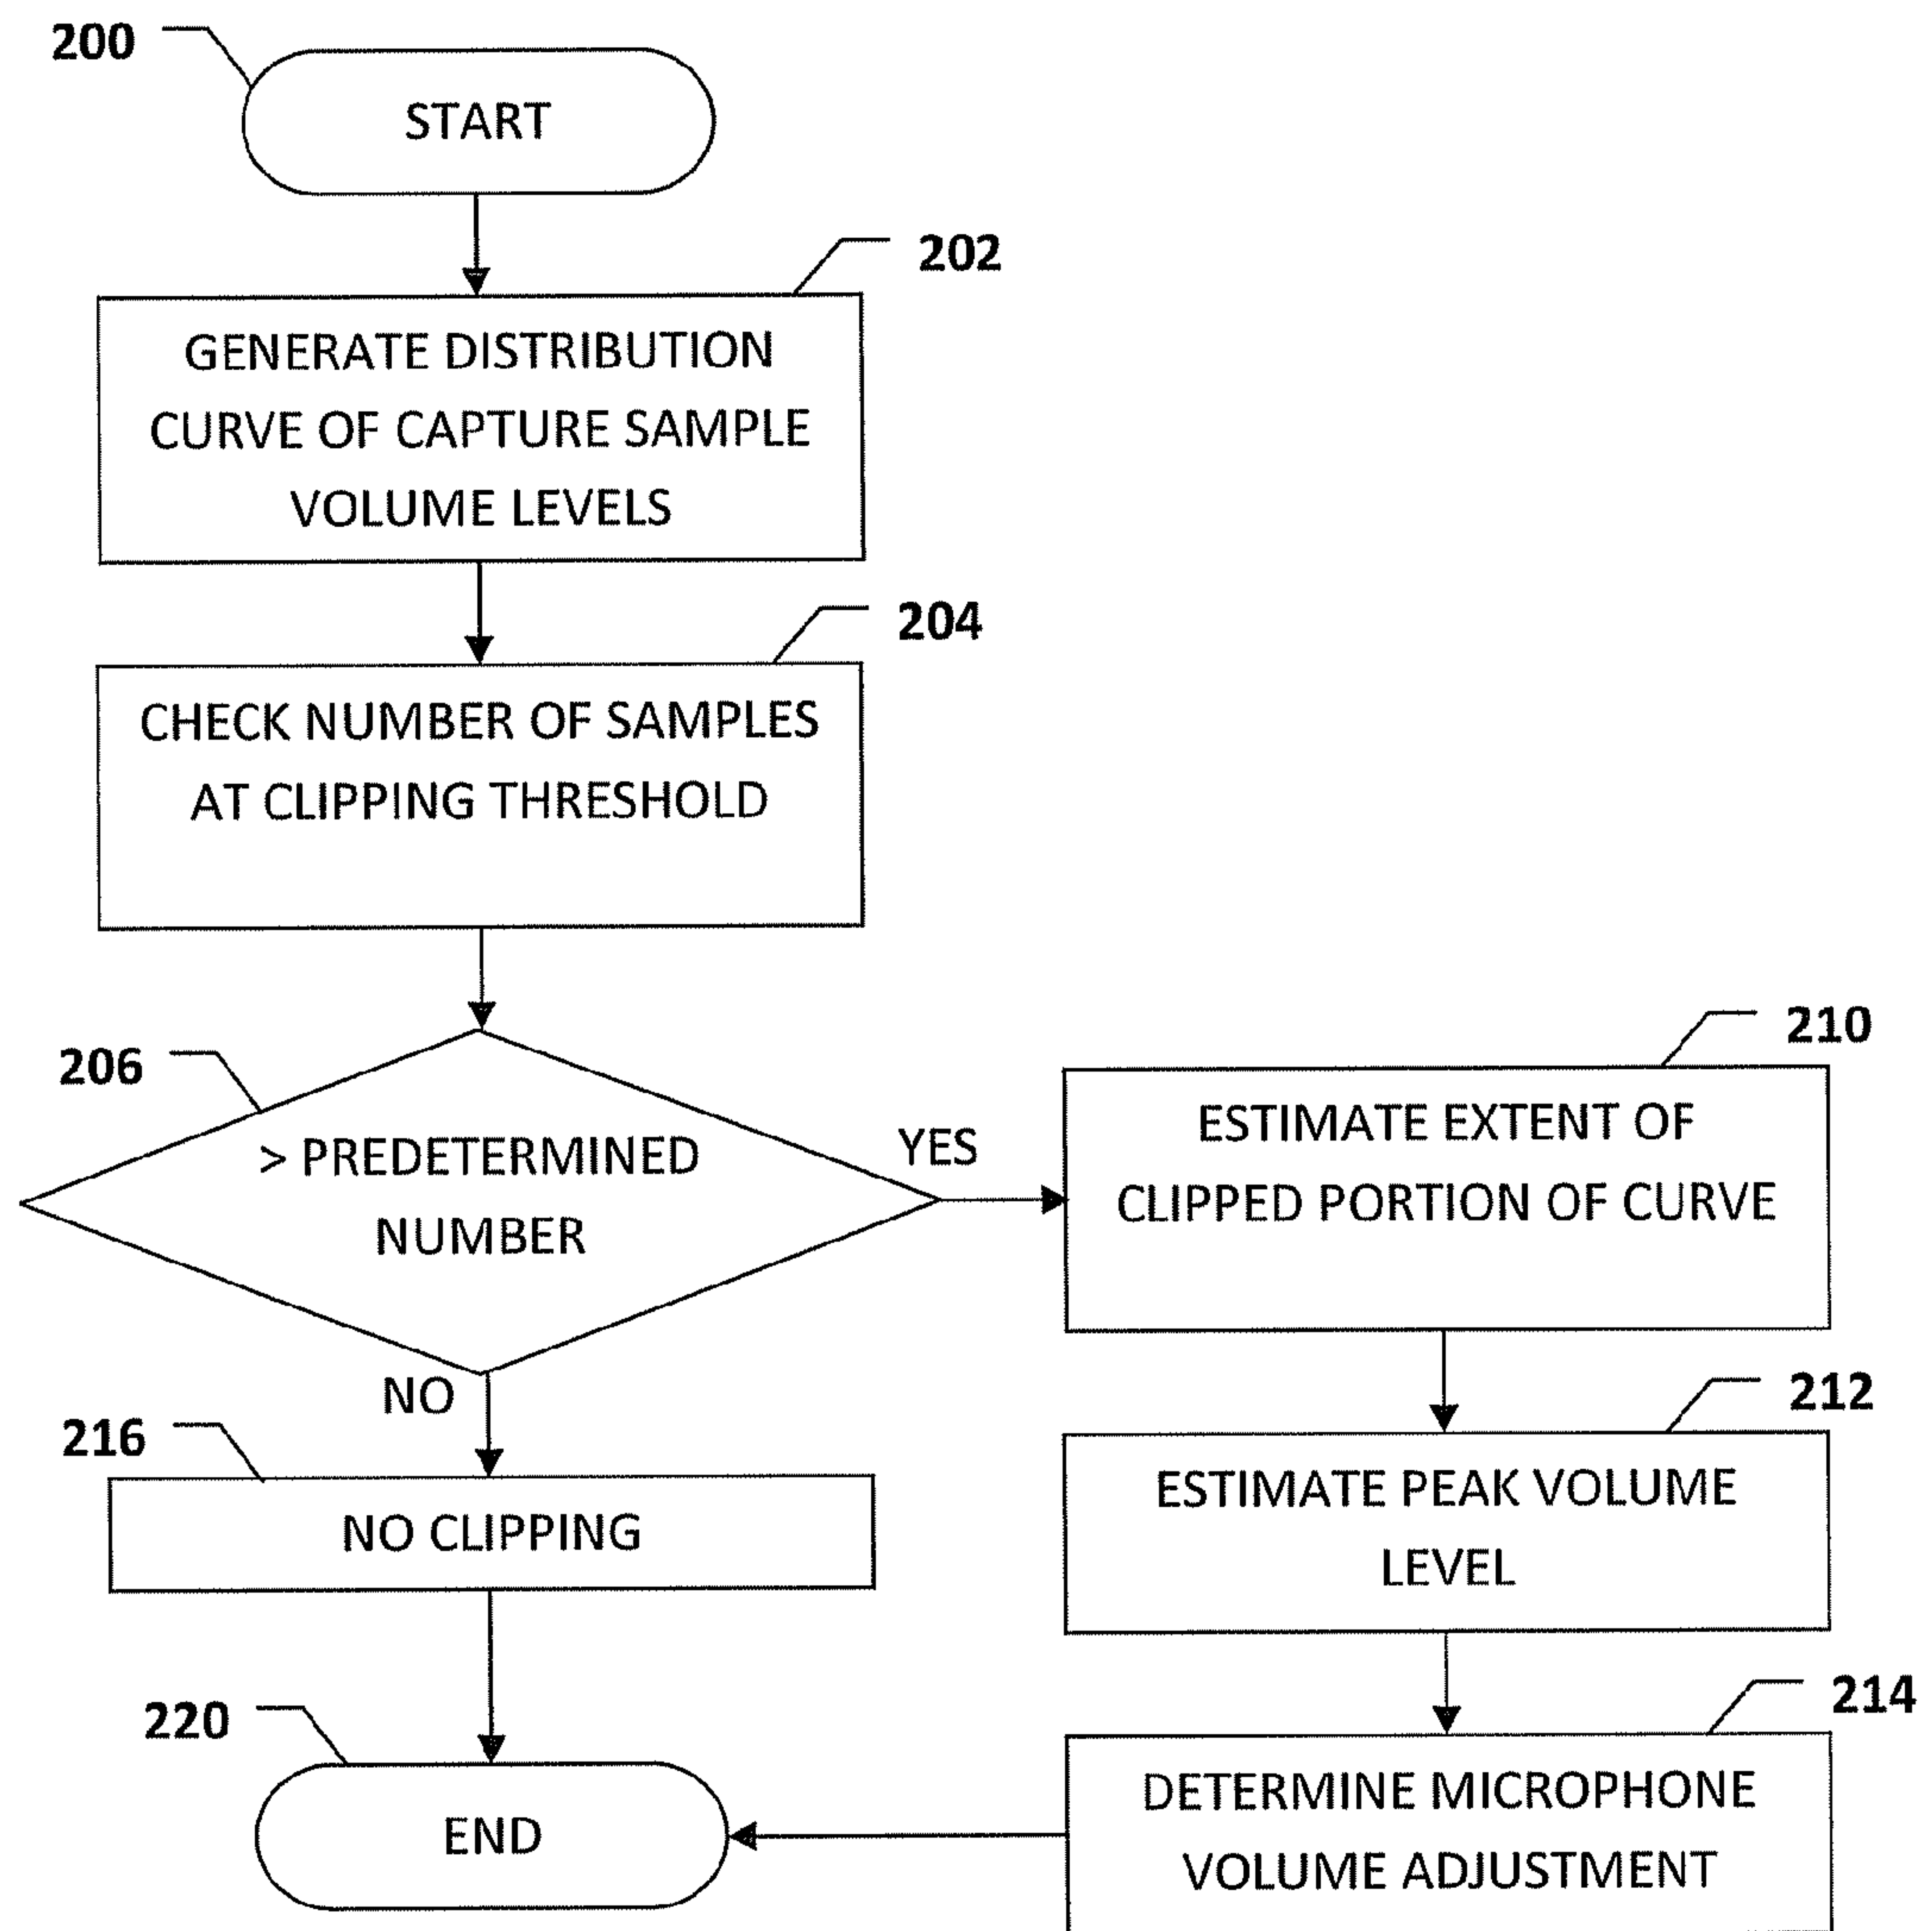 200
START
202
GENERATE DISTRIBUTION
CURVE OF CAPTURE SAMPLE
VOLUME LEVELS
204
CHECK NUMBER OF SAMPLES
AT CLIPPING THRESHOLD
206
> PREDETERMINED
NUMBER
YES
NO
210
ESTIMATE EXTENT OF
CLIPPED PORTION OF CURVE
212
ESTIMATE PEAK VOLUME
LEVEL
214
DETERMINE MICROPHONE
VOLUME ADJUSTMENT
216
NO CLIPPING
220
END